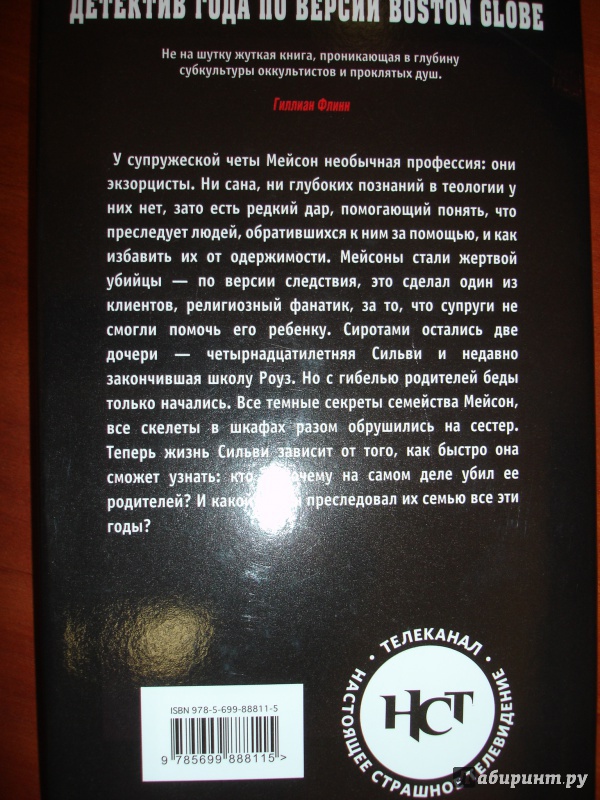 ДЕТЕКТИВ ГОДА ПО ВЕРСИИ BOSTON GLOBE
Не на шутку жуткая книга, проникающая в глубину
субкультуры оккультистов и проклятых душ.
Гиллиан Флинн
У супружеской четы Мейсон необычная профессия: они
экзорцисты. Ни сана, ни глубоких познаний в теологии у
них нет, зато есть редкий дар, помогающий понять, что
преследует людей, обратившихся к ним за помощью, и как
избавить их от одержимости. Мейсоны стали жертвой
убийцы — по версии следствия, это сделал один из
клиентов, религиозный фанатик, за то, что супруги не
смогли помочь его ребенку. Сиротами остались две
дочери — четырнадцатилетняя Сильви и недавно
закончившая школу Роуз. Но с гибелью родителей беды
только начались. Все темные секреты семейства Мейсон,
все скелеты в шкафах разом обрушились на сестер.
Теперь жизнь Сильви зависит от того, как быстро она
сможет узнать: кто почему на самом деле убил ее
родителей? И преследовал их семью все эти
годы?
ТЕЛЕКАНАЛ
НСТ
НАСТОЯЩЕЕ СТРАШНОЕ ТЕЛЕВИДЕНИЕ
ISBN 978-5-699-88811-5
9 785699 888115 >
Лабиринт.ру